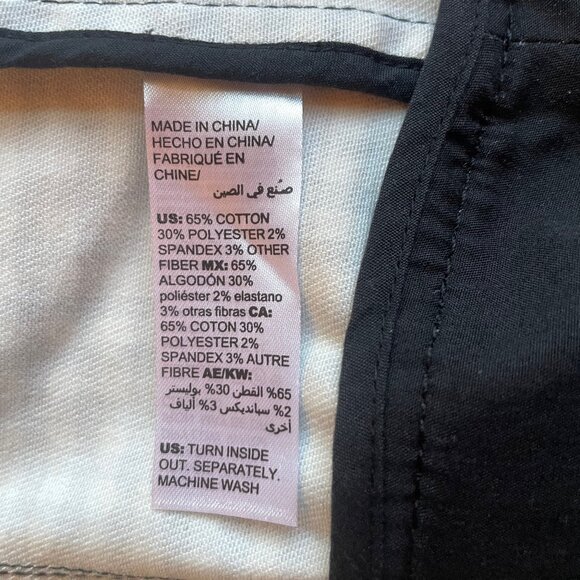 MADE IN CHINA/
HECHO EN CHINA/
FABRIQUÉ EN
CHINE/
صنع في الصين
US: 65% COTTON
30% POLYESTER 2%
SPANDEX 3% OTHER
FIBER MX: 65%
ALGODÓN 30%
poliéster 2% elastano
3% otras fibras CA:
65% COTON 30%
POLYESTER 2%
SPANDEX 3% AUTRE
FIBRE AE/KW:
65% القطن 30% بوليستر
2% سباندیكس 3% ألياف
أخرى
US: TURN INSIDE
OUT. SEPARATELY.
MACHINE WASH